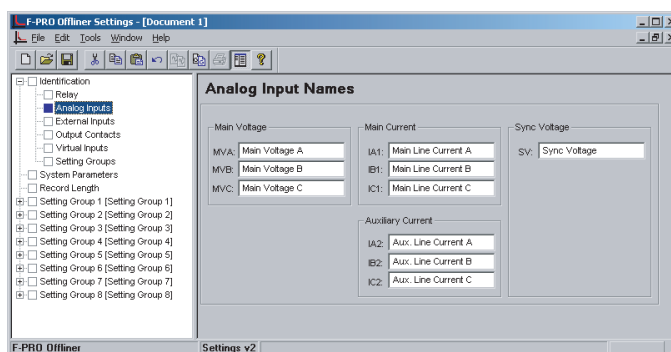 F-PRO Offliner Settings - [Document 1]
File Edit Tools Window Help
Identification
Relay
Analog Inputs
External Inputs
Output Contacts
Virtual Inputs
Setting Groups
System Parameters
Record Length
Setting Group 1 [Setting Group 1]
Setting Group 2 [Setting Group 2]
Setting Group 3 [Setting Group 3]
Setting Group 4 [Setting Group 4]
Setting Group 5 [Setting Group 5]
Setting Group 6 [Setting Group 6]
Setting Group 7 [Setting Group 7]
Setting Group 8 [Setting Group 8]
Analog Input Names
Main Voltage
MVA: Main Voltage A
MVB: Main Voltage B
MVC: Main Voltage C
Main Current
IA1: Main Line Current A
IB1: Main Line Current B
IC1: Main Line Current C
Auxiliary Current
IA2: Aux. Line Current A
IB2: Aux. Line Current B
IC2: Aux. Line Current C
Sync Voltage
SV: Sync Voltage
F-PRO Offliner
Settings v2